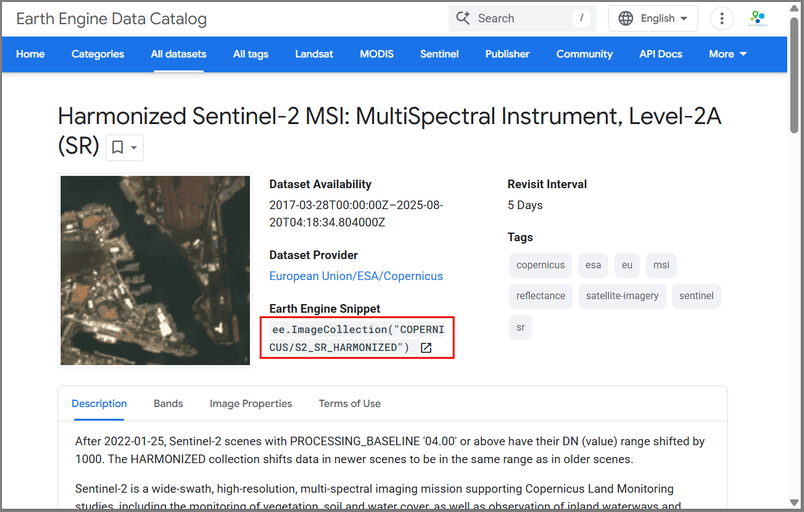 Earth Engine Data Catalog
Search
/
English
Home
Categories
All datasets
All tags
Landsat
MODIS
Sentinel
Publisher
Community
API Docs
More
Harmonized Sentinel-2 MSI: MultiSpectral Instrument, Level-2A
(SR)
Dataset Availability
2017-03-28T00:00:00Z–2025-08-
20T04:18:34.804000Z
Dataset Provider
European Union/ESA/Copernicus
Earth Engine Snippet
ee.ImageCollection("COPERNI
CUS/S2_SR_HARMONIZED")
Revisit Interval
5 Days
Tags
copernicus
esa
eu
msi
reflectance
satellite-imagery
sentinel
sr
Description
Bands
Image Properties
Terms of Use
After 2022-01-25, Sentinel-2 scenes with PROCESSING_BASELINE '04.00' or above have their DN (value) range shifted by
1000. The HARMONIZED collection shifts data in newer scenes to be in the same range as in older scenes.
Sentinel-2 is a wide-swath, high-resolution, multi-spectral imaging mission supporting Copernicus Land Monitoring
studies, including the monitoring of vegetation, soil and water cover, as well as observation of inland waterways and